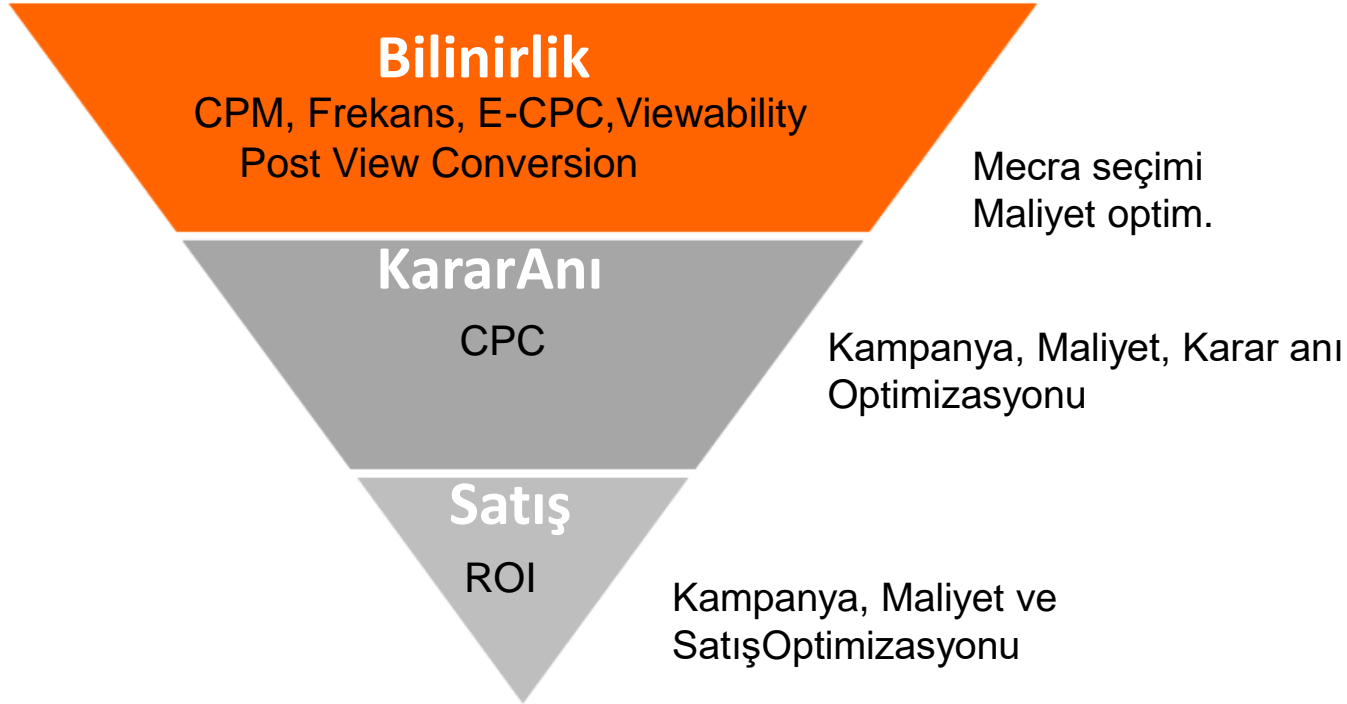 Bilinirlik
CPM, Frekans, E-CPC,Viewability
Post View Conversion
Mecra seçimi
Maliyet optim.
KararAnı
CPC
Kampanya, Maliyet, Karar anı
Optimizasyonu
Satış
ROI
Kampanya, Maliyet ve
SatışOptimizasyonu